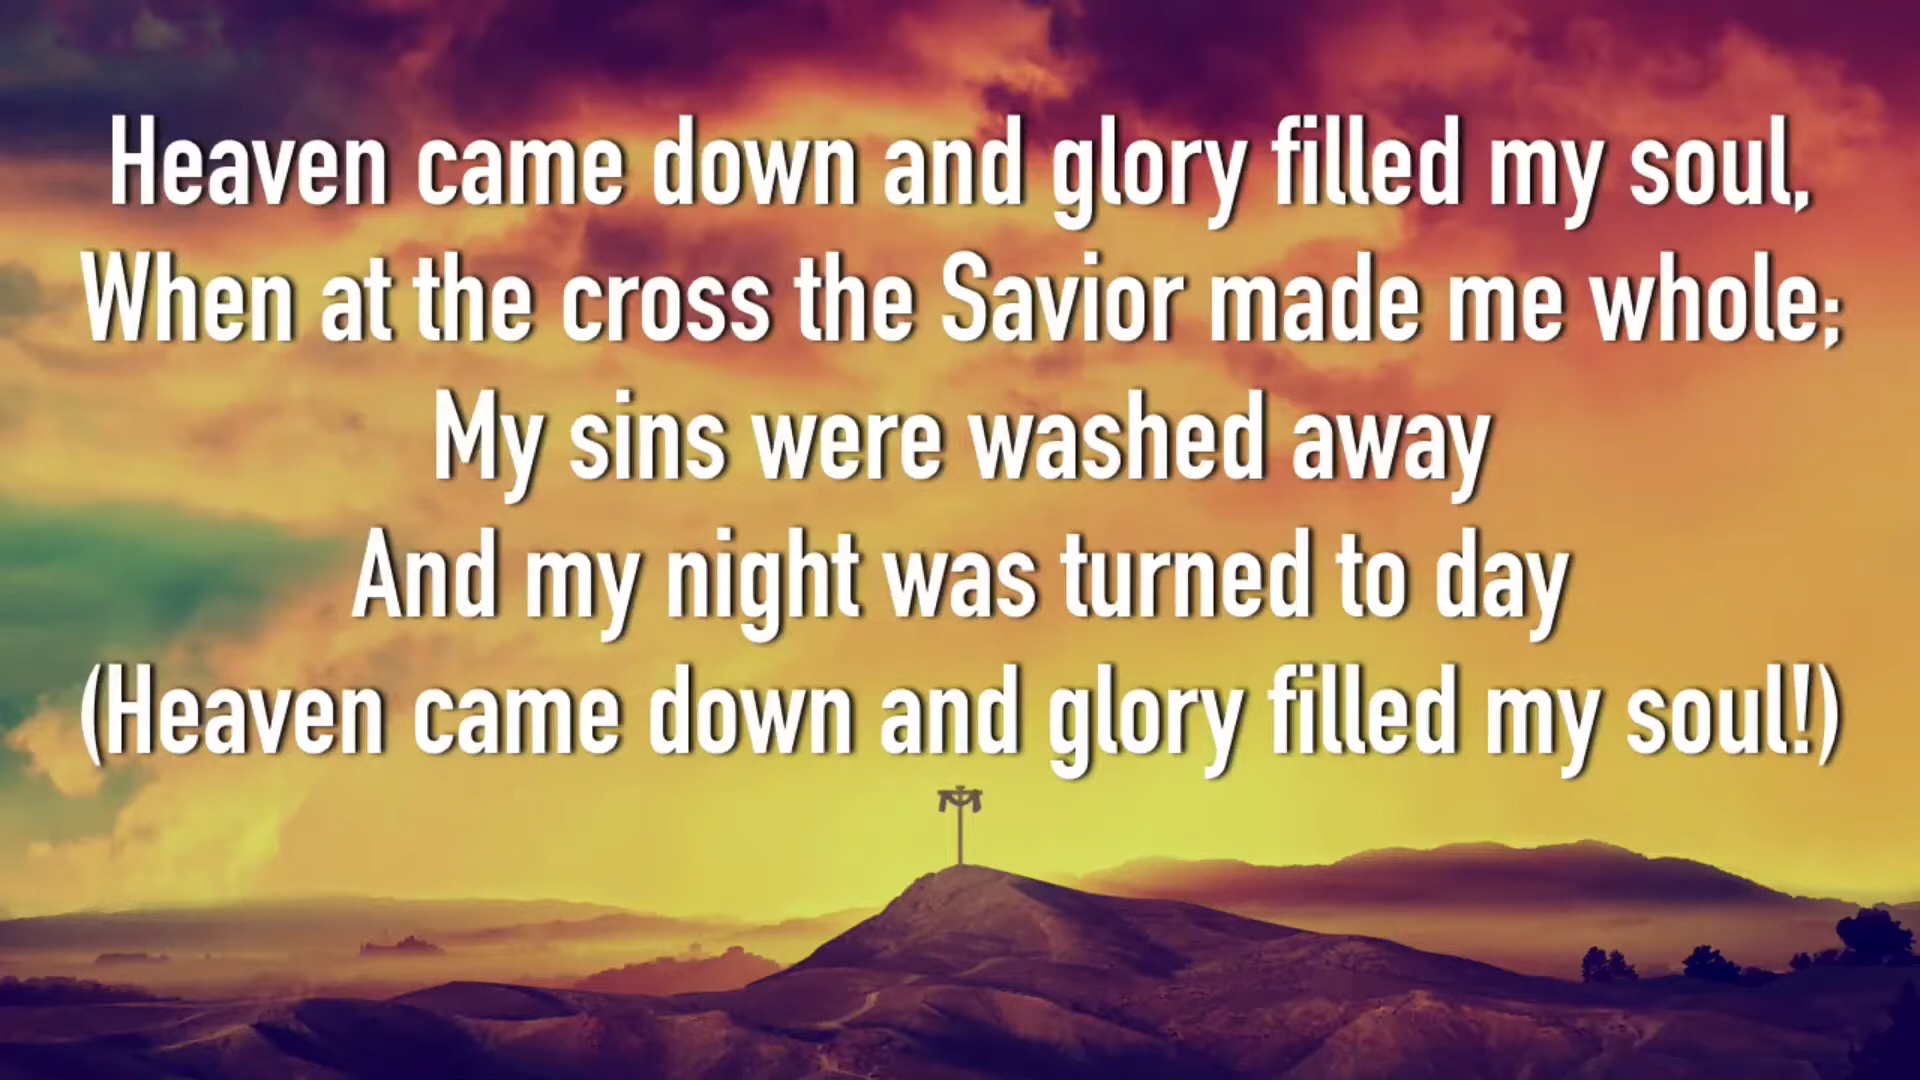 Heaven came down and glory filled my soul,
When at the cross the Savior made me whole;
My sins were washed away
And my night was turned to day
(Heaven came down and glory filled my soul!)